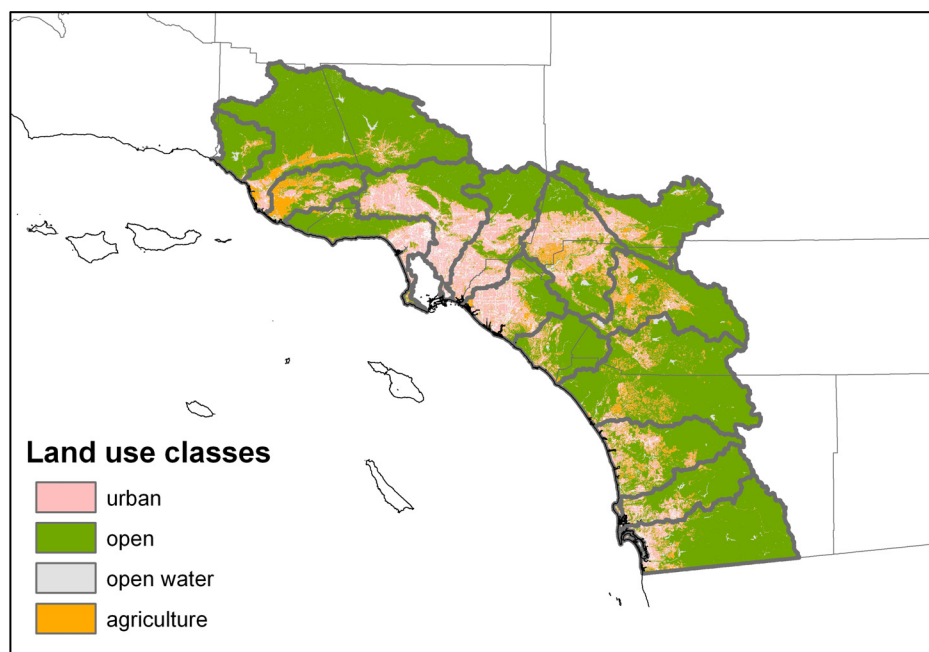 Land use classes
urban
open
open water
agriculture